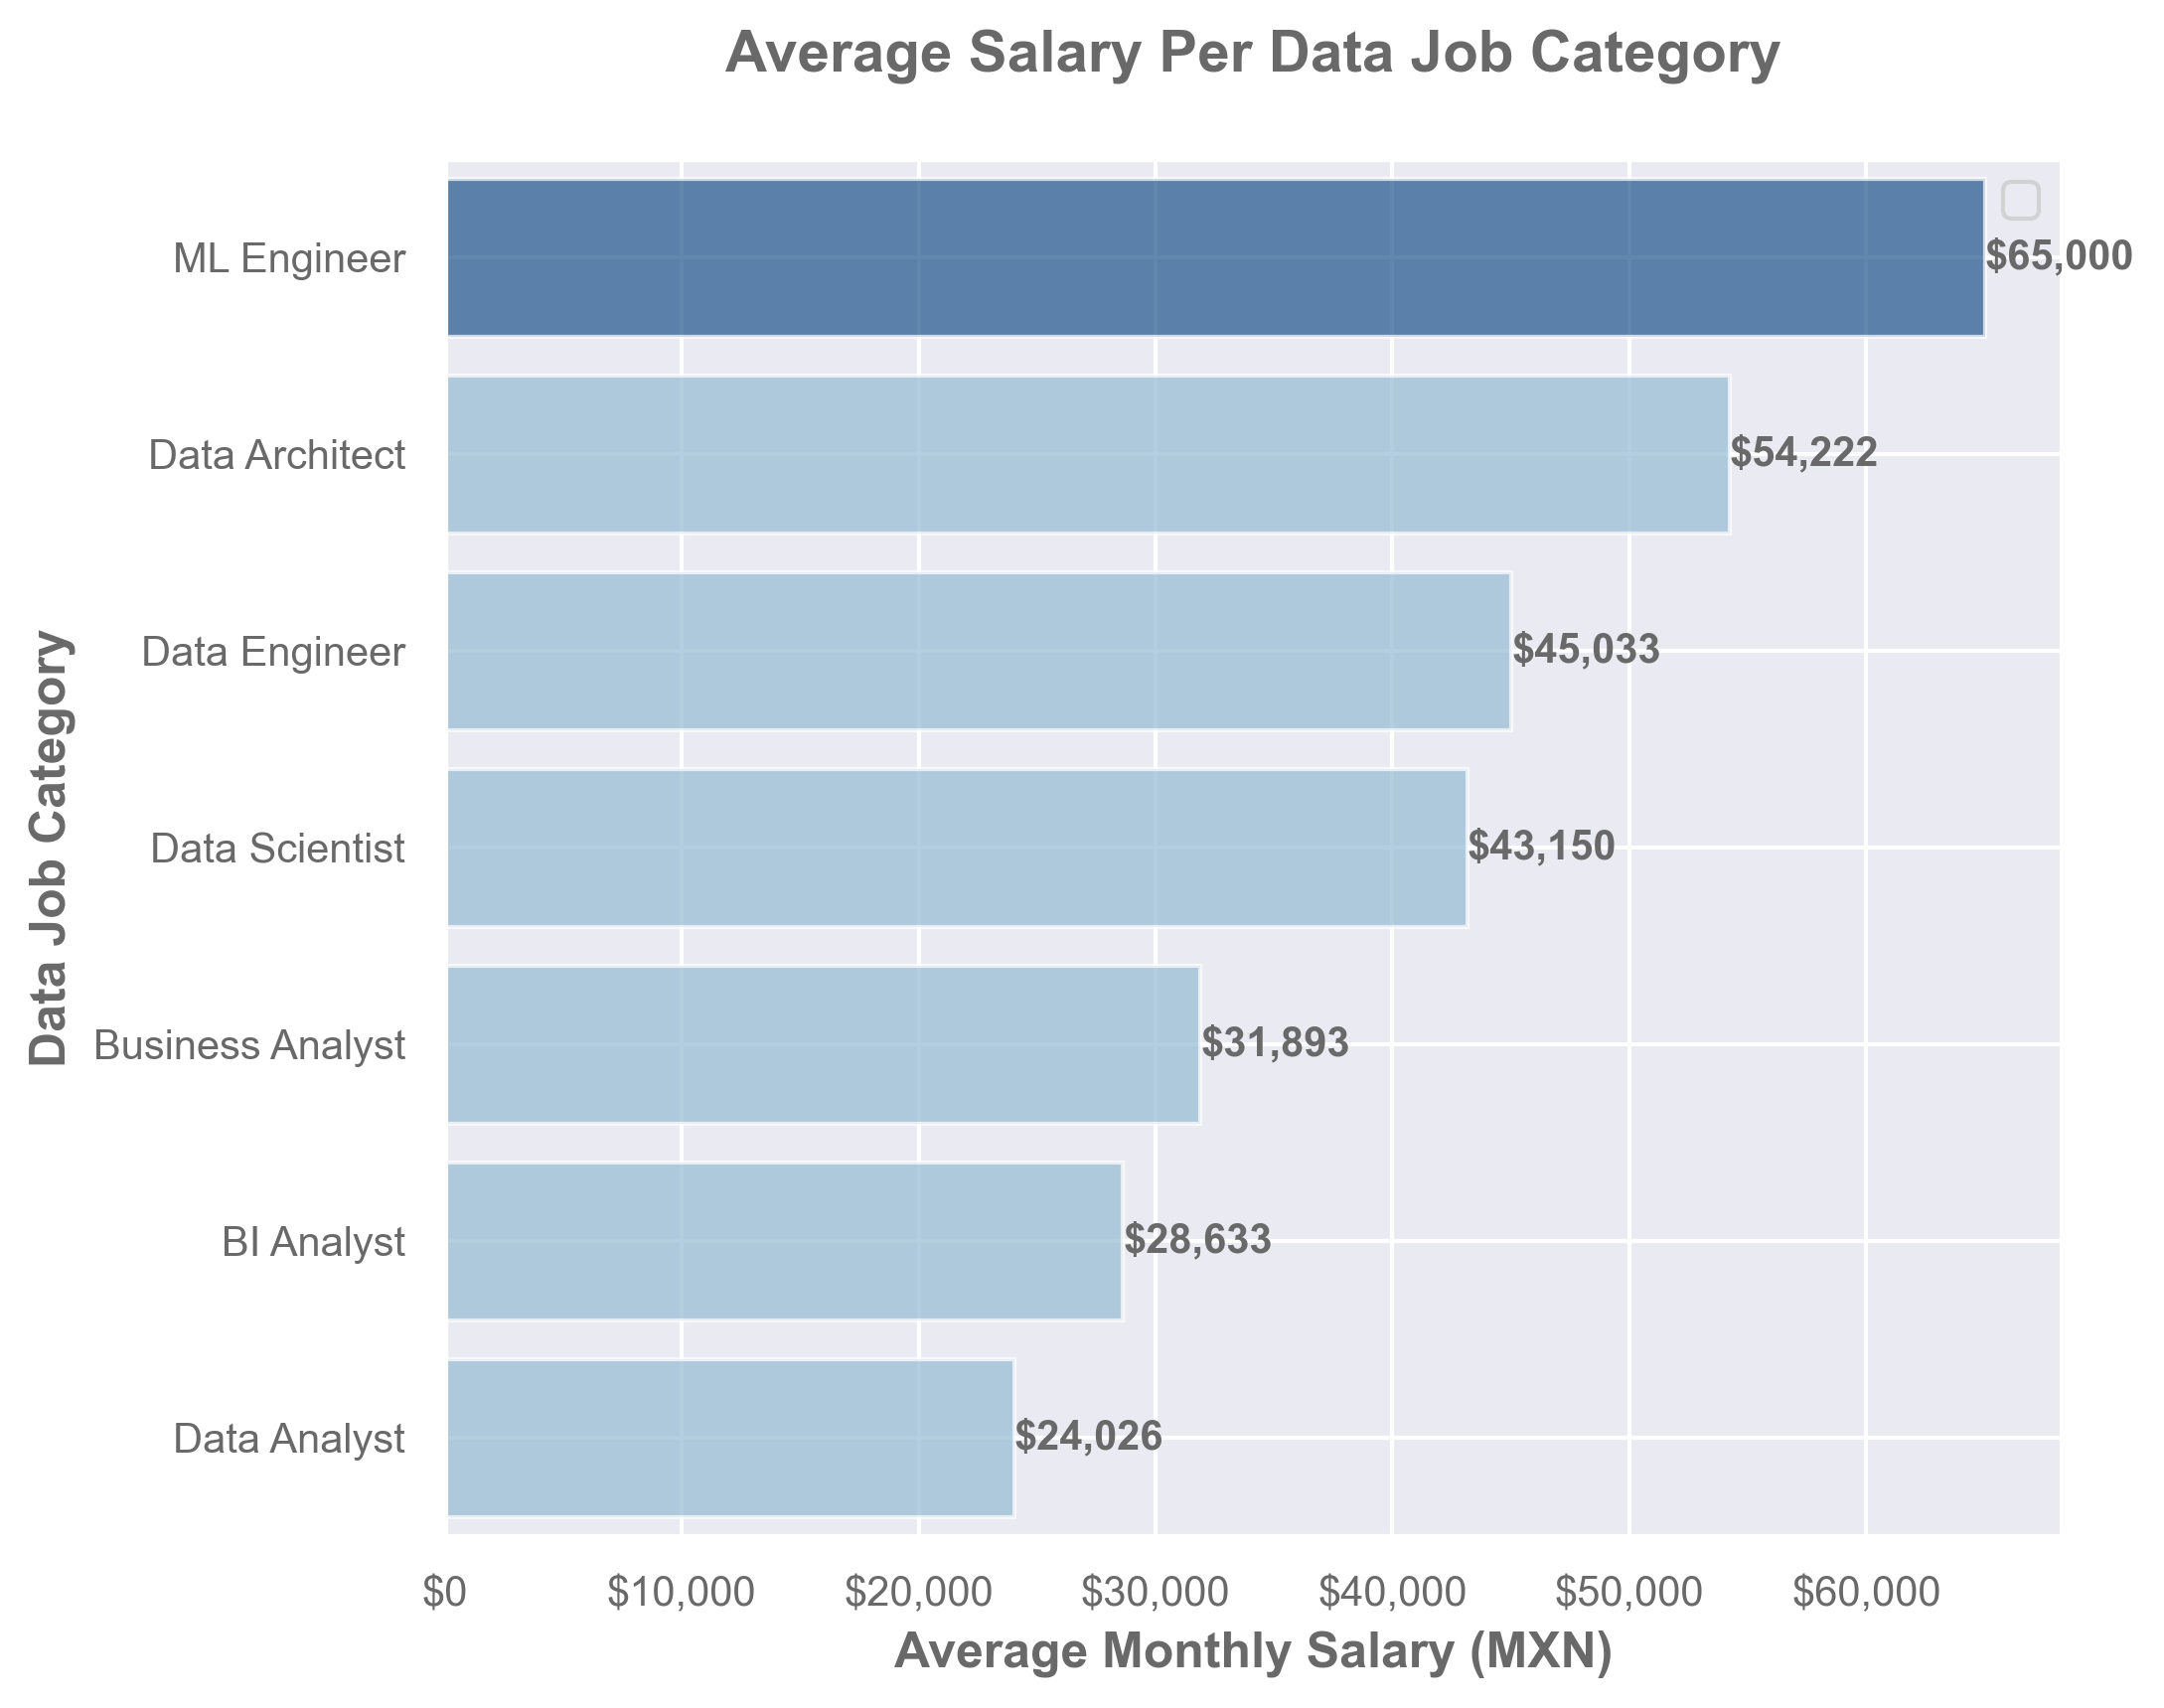 Average Salary Per Data Job Category
ML Engineer
$65,000
Data Architect
$54,222
Data Engineer
$45,033
Data Scientist
$43,150
Business Analyst
$31,893
BI Analyst
$28,633
Data Analyst
$24,026
Data Job Category
$0 $10,000 $20,000 $30,000 $40,000 $50,000 $60,000
Average Monthly Salary (MXN)